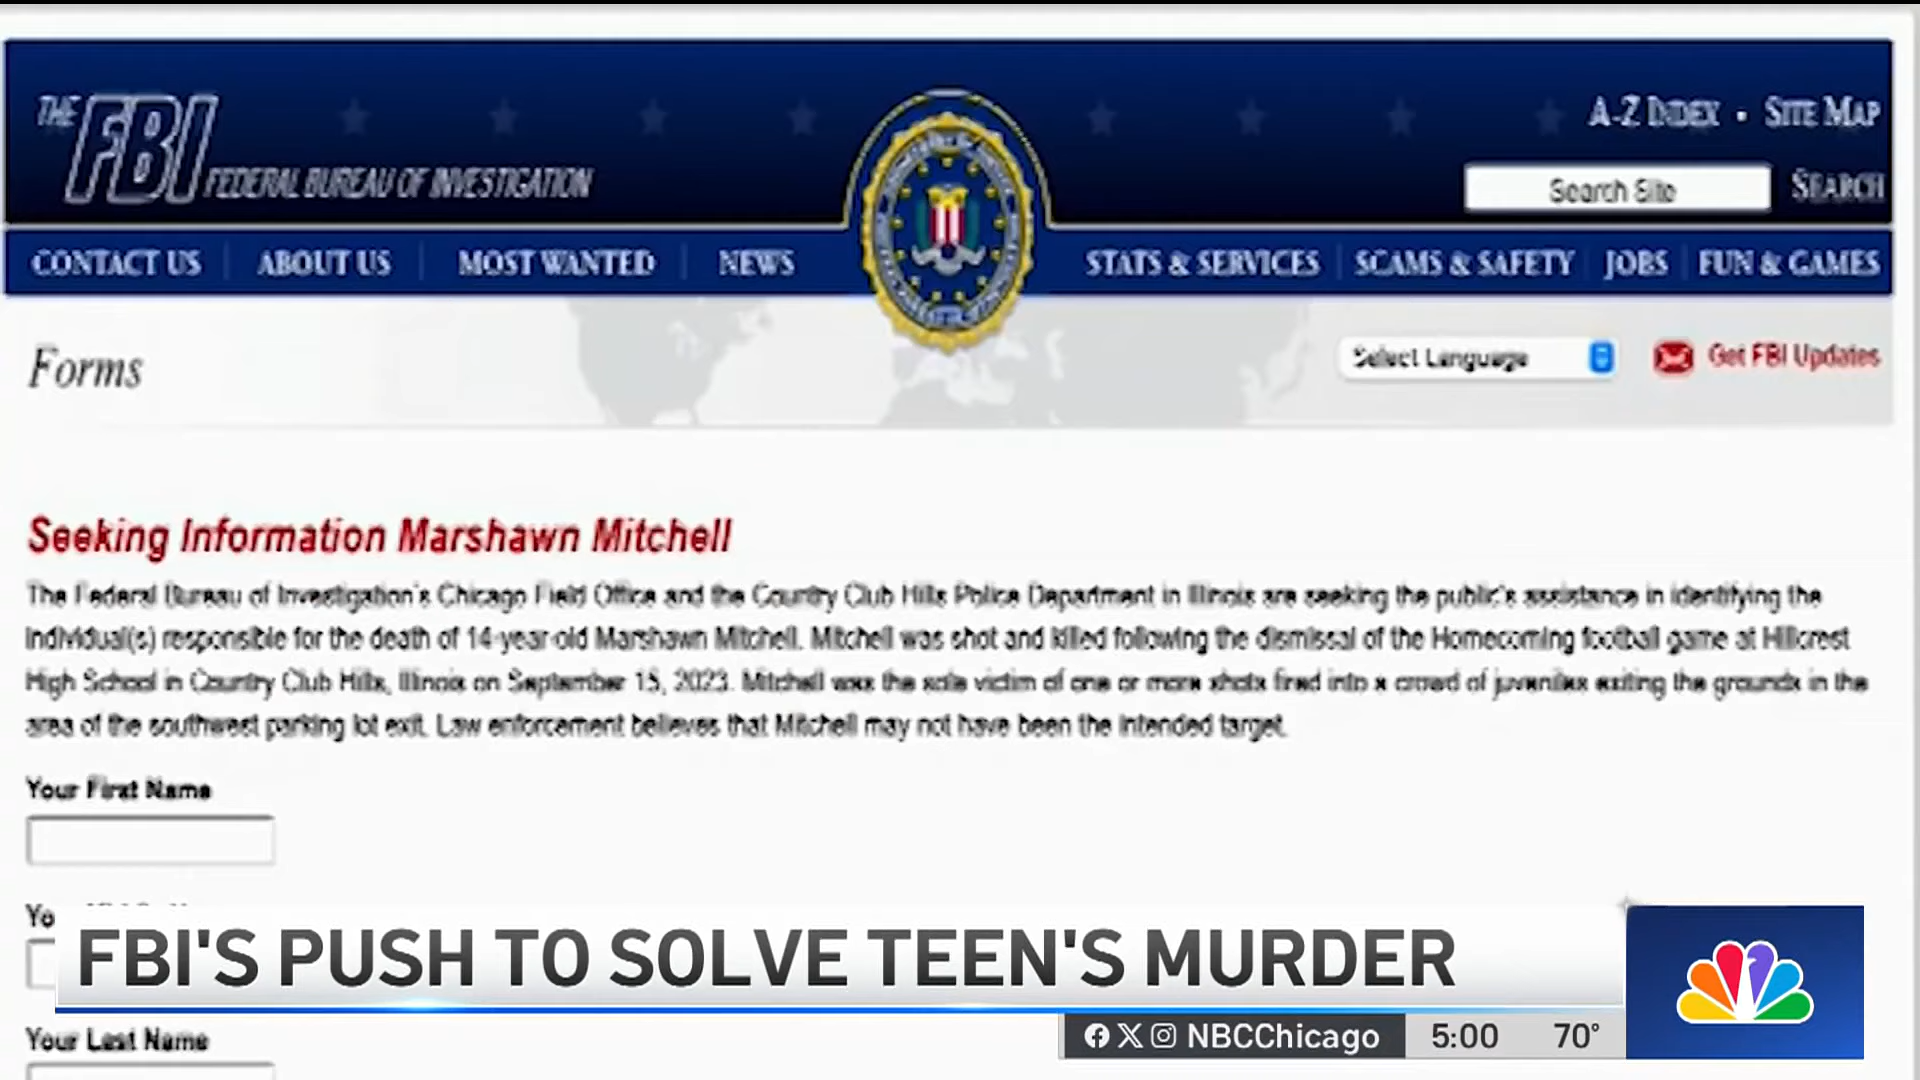 THE FBI FEDERAL BUREAU OF INVESTIGATION
A-Z INDEX • SITE MAP
Search Site SEARCH
CONTACT US ABOUT US MOST WANTED NEWS STATS & SERVICES SCAMS & SAFETY JOBS FUN & GAMES
Forms
Select Language
Get FBI Updates
Seeking Information Marshawn Mitchell
The Federal Bureau of Investigation's Chicago Field Office and the Country Club Hills Police Department in Illinois are seeking the public's assistance in identifying the
individual(s) responsible for the death of 14-year-old Marshawn Mitchell. Mitchell was shot and killed following the dismissal of the Homecoming football game at Hillcrest
High School in Country Club Hills, Illinois on September 15, 2023. Mitchell was the sole victim of one or more shots fired into a crowd of juveniles exiting the grounds in the
area of the southwest parking lot exit. Law enforcement believes that Mitchell may not have been the intended target.
Your First Name
Yo
FBI'S PUSH TO SOLVE TEEN'S MURDER
Your Last Name
NBCChicago 5:00 70°